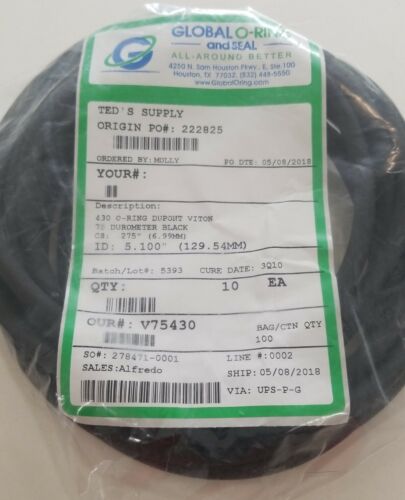 GLOBAL O-RING
and SEAL
ALL-AROUND BETTER
4250 N. Sam Houston Pkwy., E, Ste.100
Houston, TX 77032 (832) 448-5550
www.GlobalOring.com
TED'S SUPPLY
ORIGIN PO#: 222825
ORDERED BY: MOLLY PO DTE: 05/08/2018
YOUR#:
Description:
430 O-RING DUPONT VITON
75 DUROMETER BLACK
CS: .275" (6.99MM)
ID: 5.100" (129.54MM)
Batch/Lot#: 5393 CURE DATE: 3Q10
QTY: 10 EA
OUR#: V75430 BAG/CTN QTY
100
SO#: 278471-0001 LINE #:0002
SALES:Alfredo SHIP: 05/08/2018
VIA: UPS-P-G